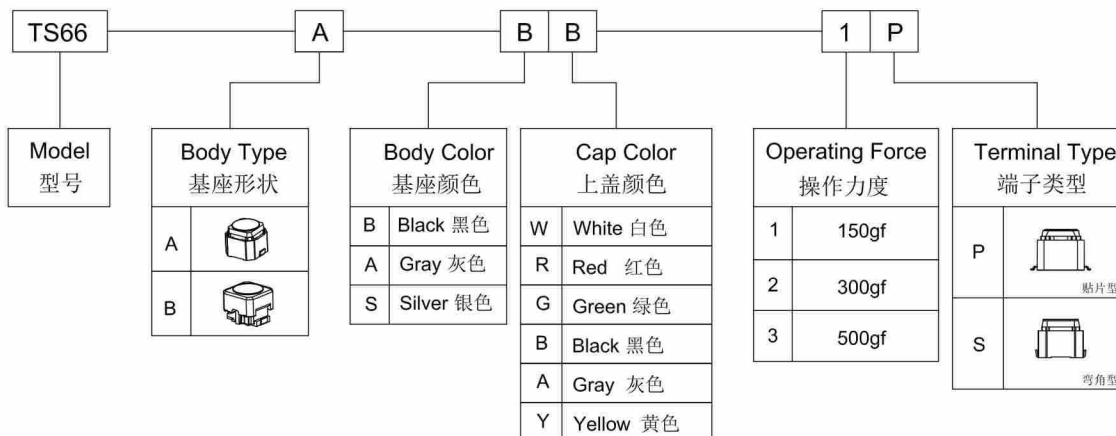 TS66 A B B 1 P
Model
型号
Body Type
基座形状
A
B
Body Color
基座颜色
B Black 黑色
A Gray 灰色
S Silver 银色
Cap Color
上盖颜色
W White 白色
R Red 红色
G Green 绿色
B Black 黑色
A Gray 灰色
Y Yellow 黄色
Operating Force
操作力度
1 150gf
2 300gf
3 500gf
Terminal Type
端子类型
P
贴片型
S
弯角型